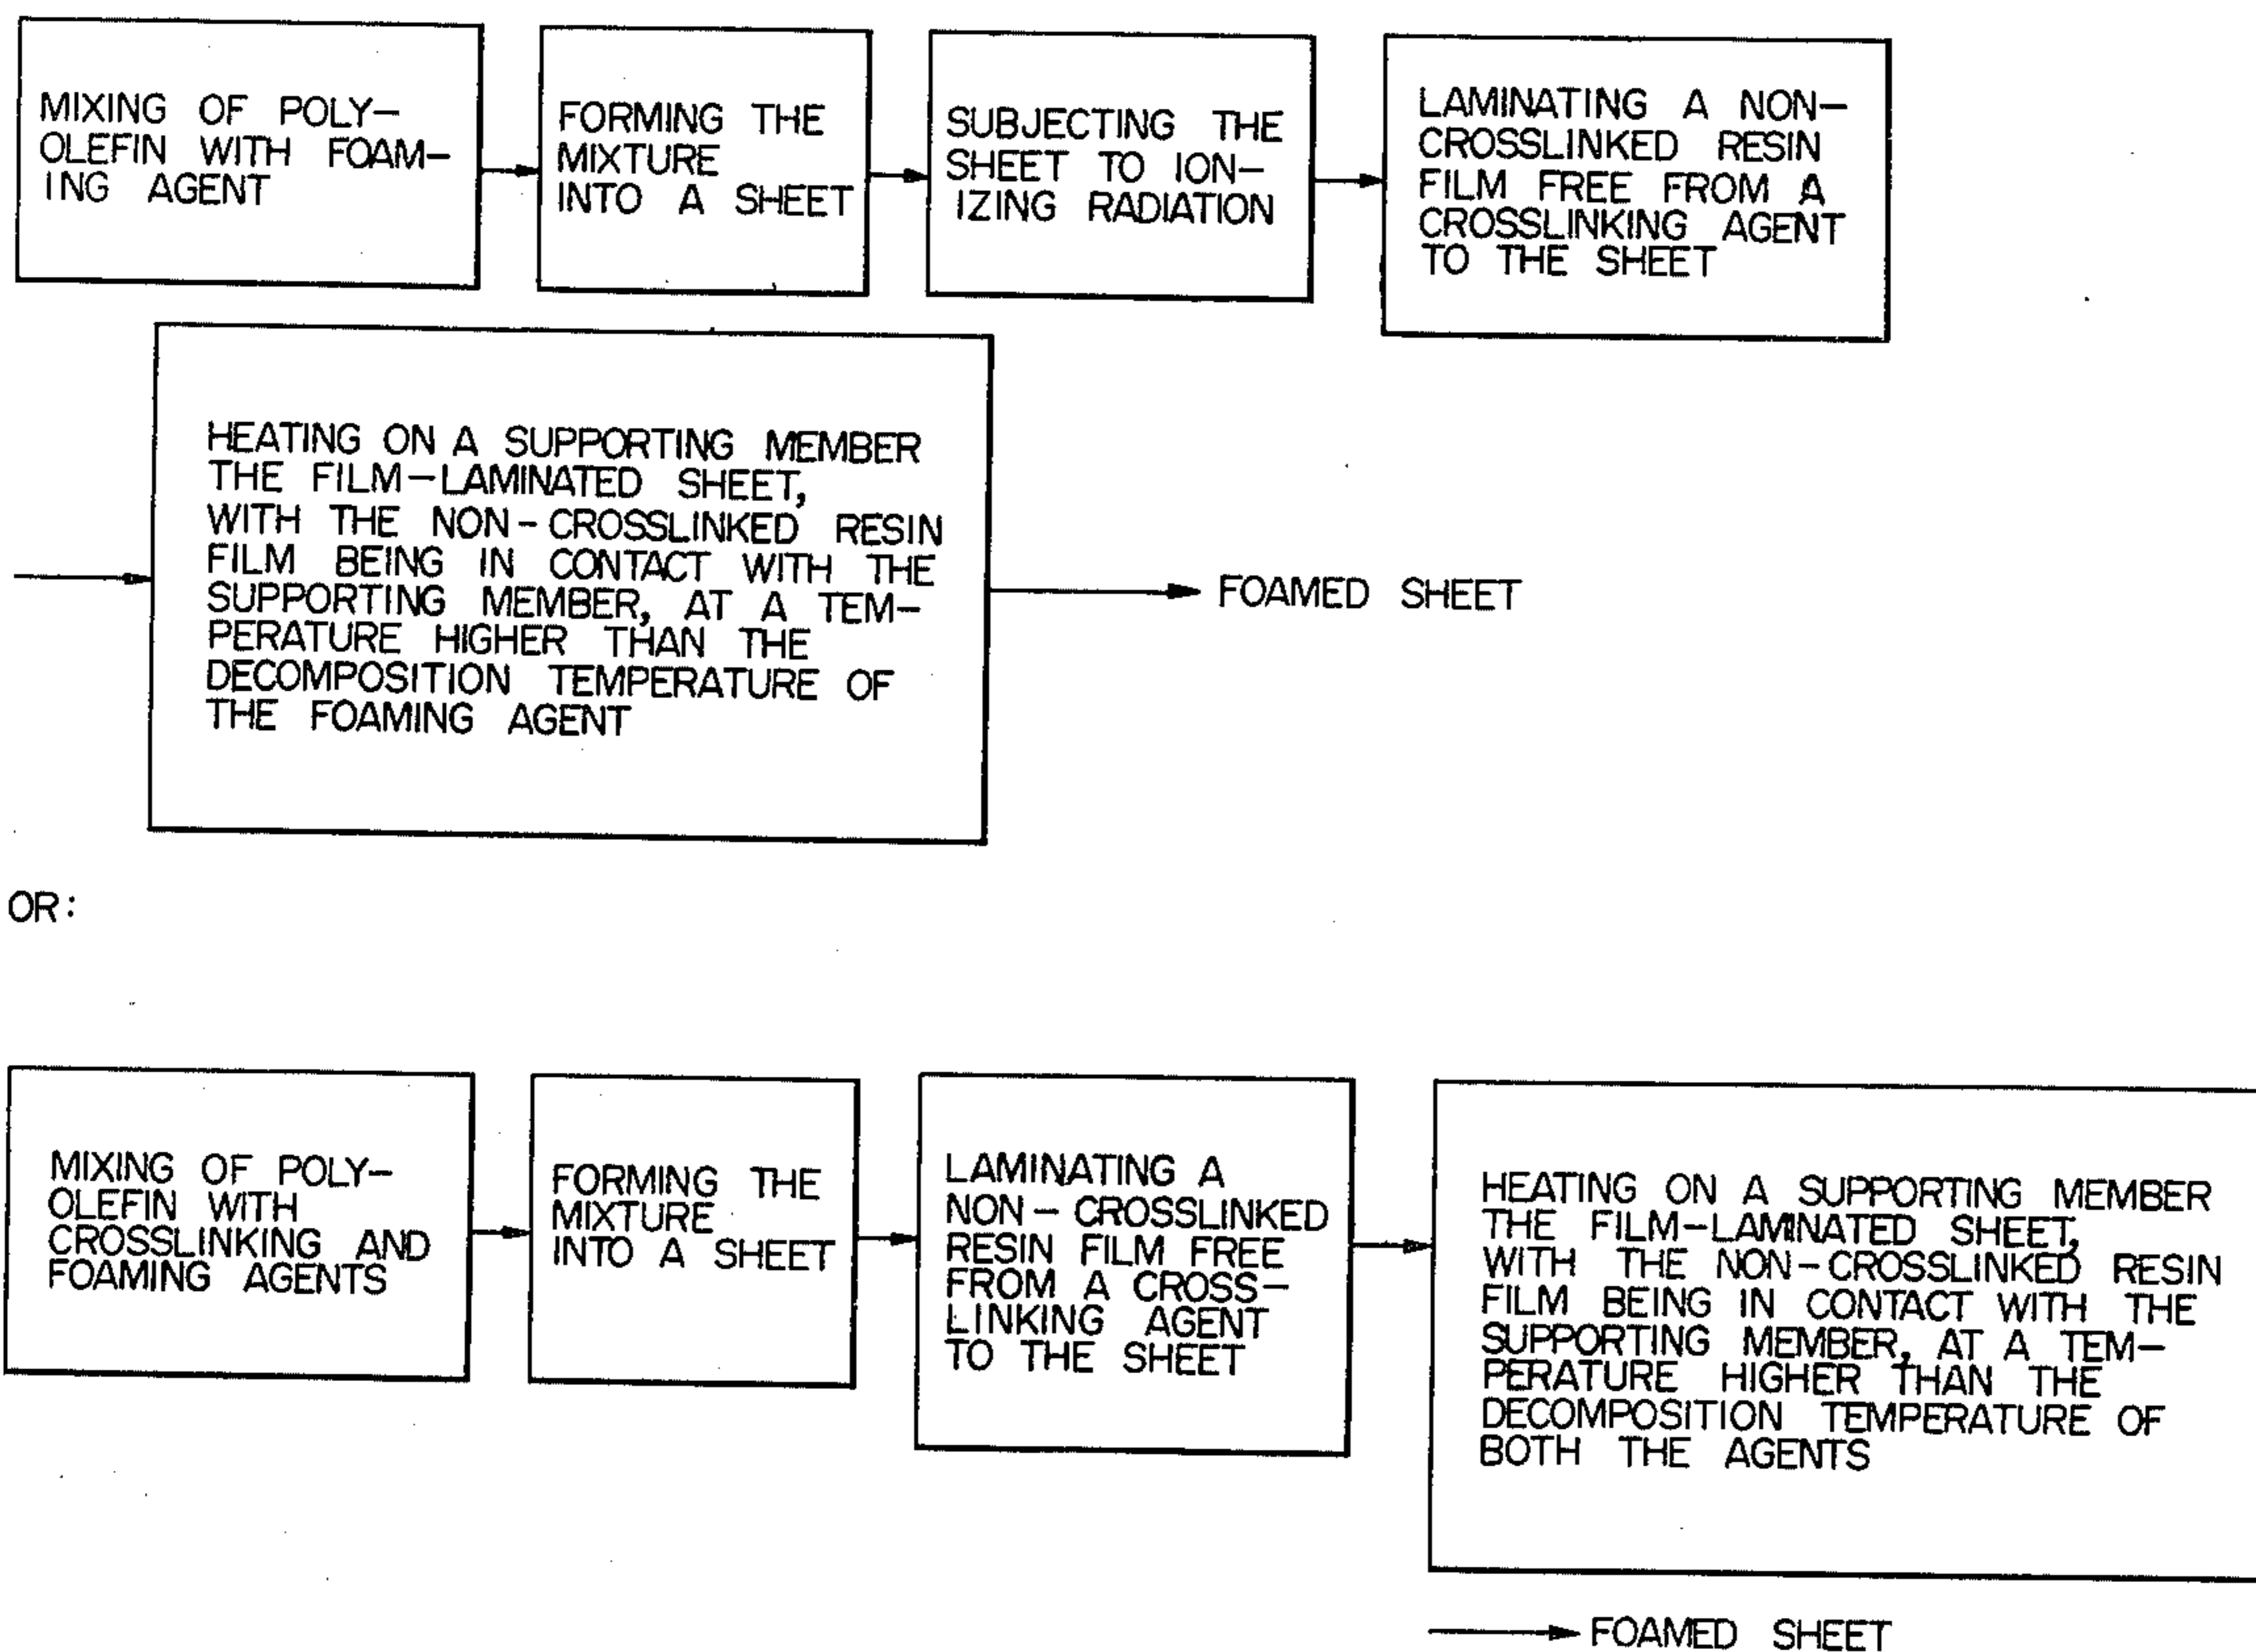 MIXING OF POLY-
OLEFIN WITH FOAM-
ING AGENT
FORMING THE
MIXTURE
INTO A SHEET
SUBJECTING THE
SHEET TO ION-
IZING RADIATION
LAMINATING A NON-
CROSSLINKED RESIN
FILM FREE FROM A
CROSSLINKING AGENT
TO THE SHEET
HEATING ON A SUPPORTING MEMBER
THE FILM-LAMINATED SHEET,
WITH THE NON-CROSSLINKED RESIN
FILM BEING IN CONTACT WITH THE
SUPPORTING MEMBER, AT A TEM-
PERATURE HIGHER THAN THE
DECOMPOSITION TEMPERATURE OF
THE FOAMING AGENT
FOAMED SHEET
OR:
MIXING OF POLY-
OLEFIN WITH
CROSSLINKING AND
FOAMING AGENTS
FORMING THE
MIXTURE
INTO A SHEET
LAMINATING A
NON-CROSSLINKED
RESIN FILM FREE
FROM A CROSS-
LINKING AGENT
TO THE SHEET
HEATING ON A SUPPORTING MEMBER
THE FILM-LAMINATED SHEET,
WITH THE NON-CROSSLINKED RESIN
FILM BEING IN CONTACT WITH THE
SUPPORTING MEMBER, AT A TEM-
PERATURE HIGHER THAN THE
DECOMPOSITION TEMPERATURE OF
BOTH THE AGENTS
FOAMED SHEET